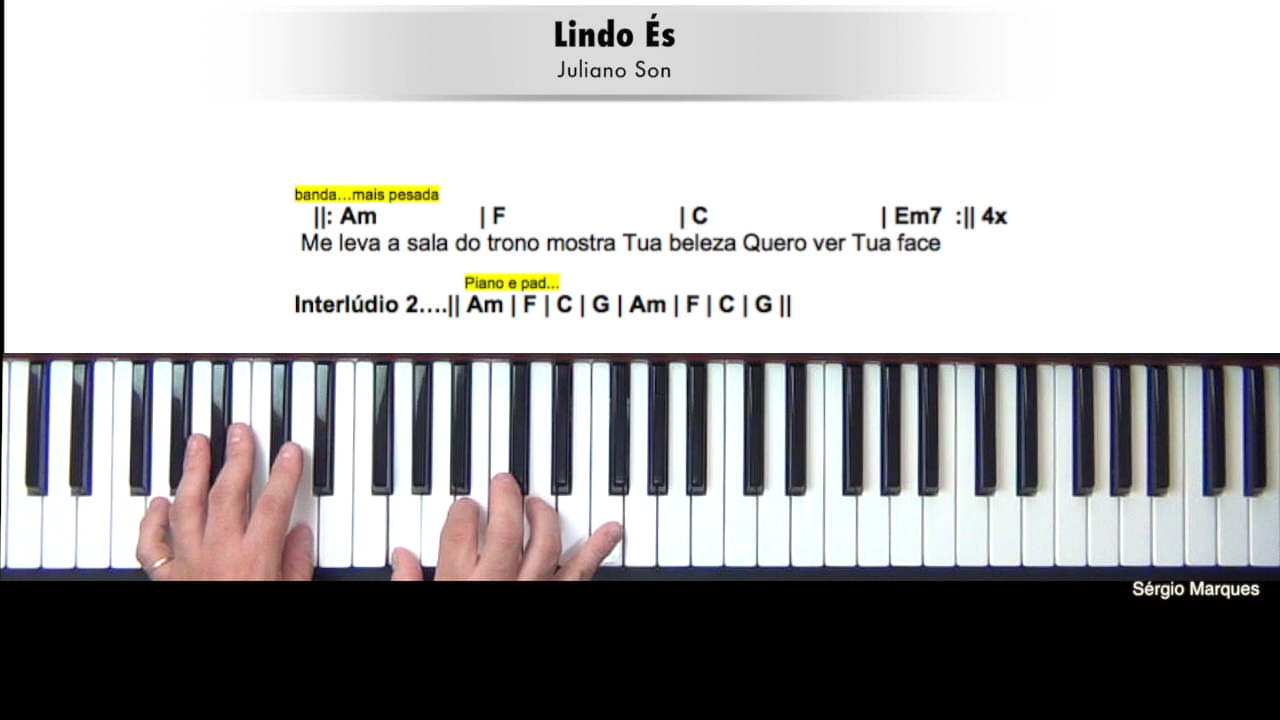 Lindo És
Juliano Son
banda...mais pesada
||: Am | F | C | Em7 :|| 4x
Me leva a sala do trono mostra Tua beleza Quero ver Tua face
Piano e pad...
Interlúdio 2....|| Am | F | C | G | Am | F | C | G ||
Sérgio Marques